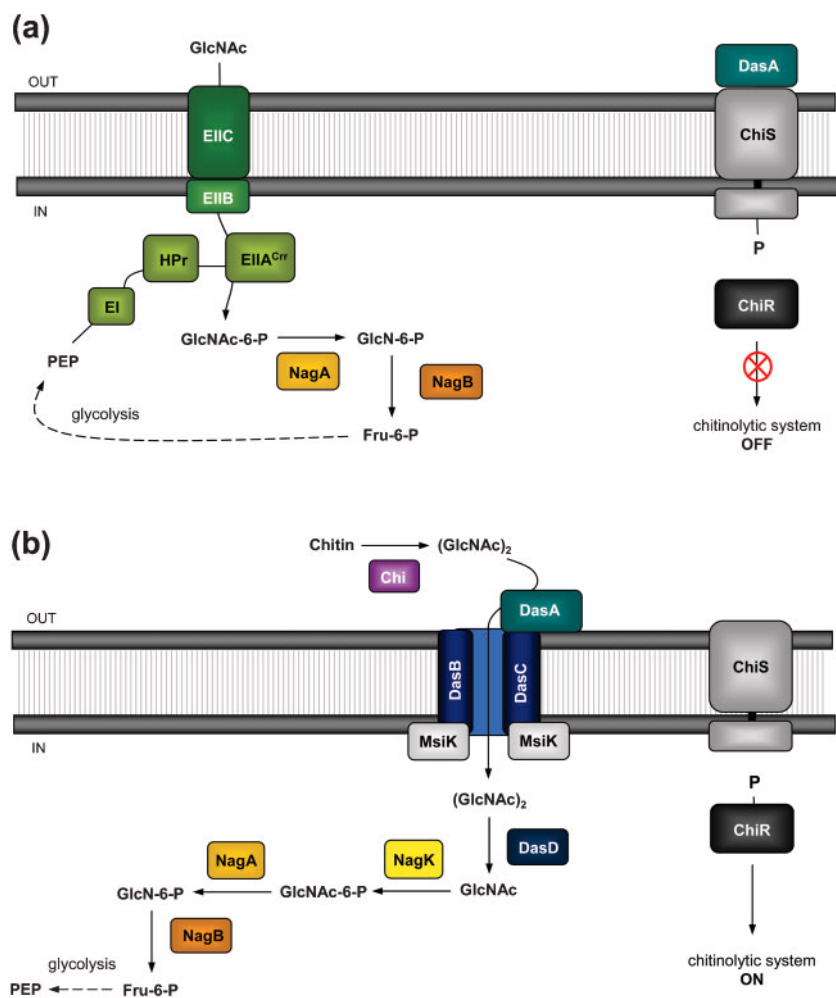 (a)
GlcNAc
DasA
OUT
EIIC
ChiS
EIIB
IN
P
HPr
EIIA^Crr
EI
ChiR
GlcNAc-6-P
GlcN-6-P
PEP
NagA
NagB
glycolysis
Fru-6-P
chitinolytic system
OFF
(b)
Chitin
(GlcNAc)₂
Chi
DasA
OUT
DasB
DasC
ChiS
MsiK
MsiK
IN
P
(GlcNAc)₂
ChiR
DasD
NagA
NagK
GlcN-6-P
GlcNAc-6-P
GlcNAc
NagB
glycolysis
chitinolytic system
ON
PEP
Fru-6-P